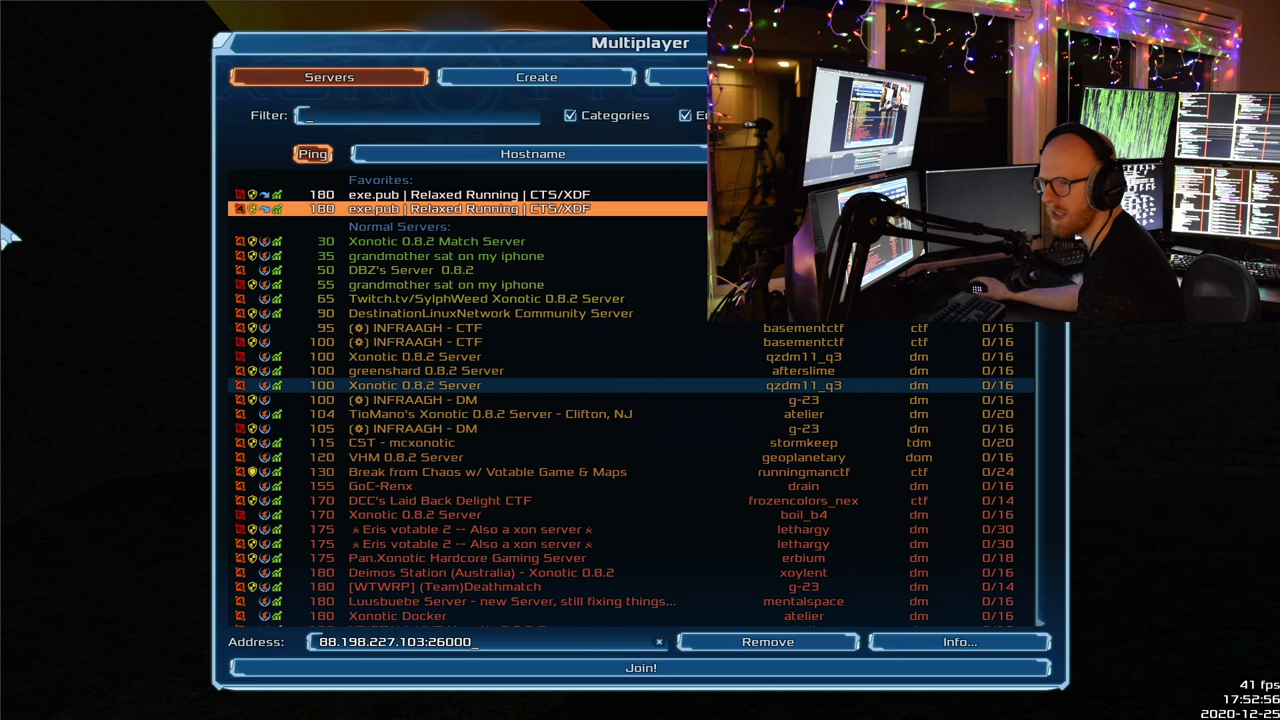 Multiplayer
Servers Create
Filter: _ Categories
Ping Hostname
Favorites:
180 exe.pub | Relaxed Running | CTS/XDF
180 exe.pub | Relaxed Running | CTS/XDF
Normal Servers:
30 Xonotic 0.8.2 Match Server
35 grandmother sat on my iphone
50 DBZ's Server 0.8.2
55 grandmother sat on my iphone
65 Twitch.tv/SylphWeed Xonotic 0.8.2 Server
90 DestinationLinuxNetwork Community Server
95 (☼) INFRAAGH - CTF basementctf ctf 0/16
100 (☼) INFRAAGH - CTF basementctf ctf 0/16
100 Xonotic 0.8.2 Server qzdm11_q3 dm 0/16
100 greenshard 0.8.2 Server afterslime dm 0/16
100 Xonotic 0.8.2 Server qzdm11_q3 dm 0/16
100 (☼) INFRAAGH - DM g-23 dm 0/16
104 TioMano's Xonotic 0.8.2 Server - Clifton, NJ atelier dm 0/20
105 (☼) INFRAAGH - DM g-23 dm 0/16
115 CST - mcxonotic stormkeep tdm 0/20
120 VHM 0.8.2 Server geoplanetary dom 0/16
130 Break from Chaos w/ Votable Game & Maps runningmanctf ctf 0/24
155 GoC-Renx drain dm 0/16
170 DCC's Laid Back Delight CTF frozencolors_nex ctf 0/14
170 Xonotic 0.8.2 Server boil_b4 dm 0/16
175 Eris votable 2 -- Also a xon server lethargy dm 0/30
175 Eris votable 2 -- Also a xon server lethargy dm 0/30
175 Pan.Xonotic Hardcore Gaming Server erbium dm 0/18
180 Deimos Station (Australia) - Xonotic 0.8.2 xoylent dm 0/16
180 [WTWRP] (Team)Deathmatch g-23 dm 0/14
180 Luusbuebe Server - new Server, still fixing things... mentalspace dm 0/16
180 Xonotic Docker atelier dm 0/16
Address: 88.198.227.103:26000_ Remove Info...
Join!
41 fps
17:52:56
2020-12-25